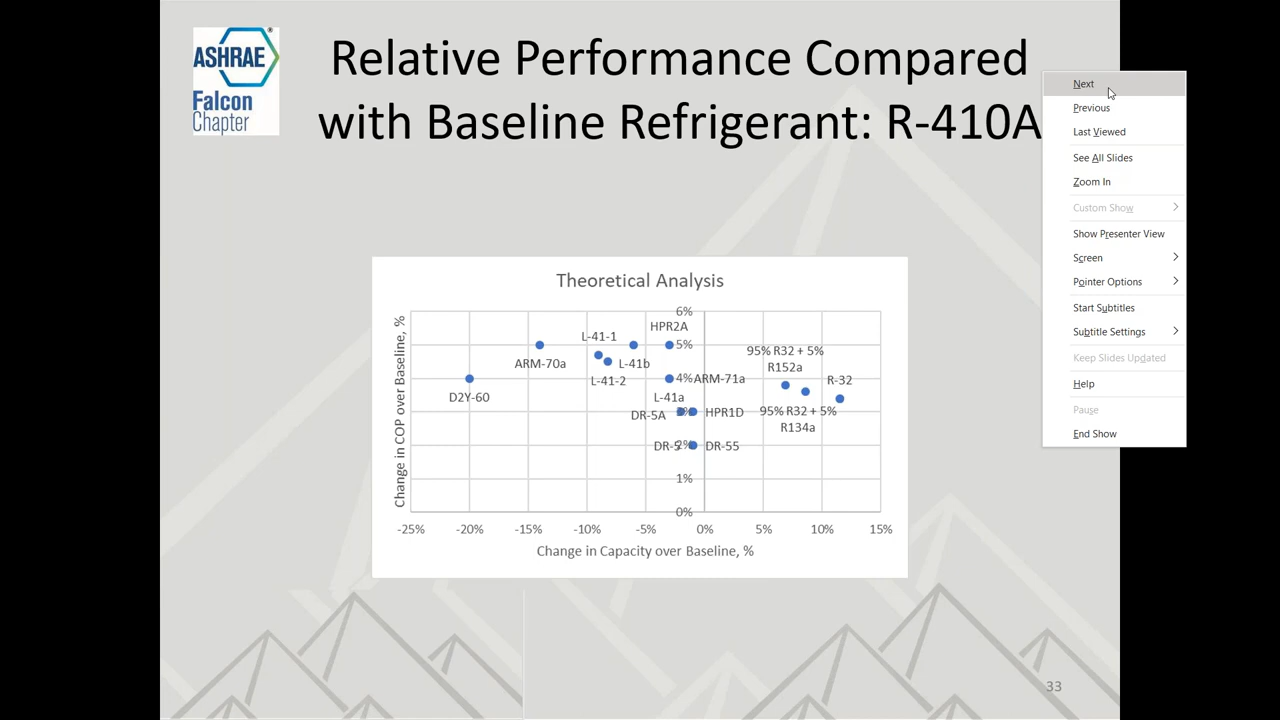 ASHRAE®
Falcon
Chapter
Relative Performance Compared
with Baseline Refrigerant: R-410A
Theoretical Analysis
Change in COP over Baseline, %
6%
5%
4%
3%
2%
1%
0%
HPR2A
L-41-1
ARM-70a
L-41b
L-41-2
D2Y-60
ARM-71a
L-41a
DR-5A
HPR1D
DR-5
DR-55
95% R32 + 5%
R152a
R-32
95% R32 + 5%
R134a
-25%
-20%
-15%
-10%
-5%
0%
5%
10%
15%
Change in Capacity over Baseline, %
33
Next
Previous
Last Viewed
See All Slides
Zoom In
Custom Show
Show Presenter View
Screen
Pointer Options
Start Subtitles
Subtitle Settings
Keep Slides Updated
Help
Pause
End Show